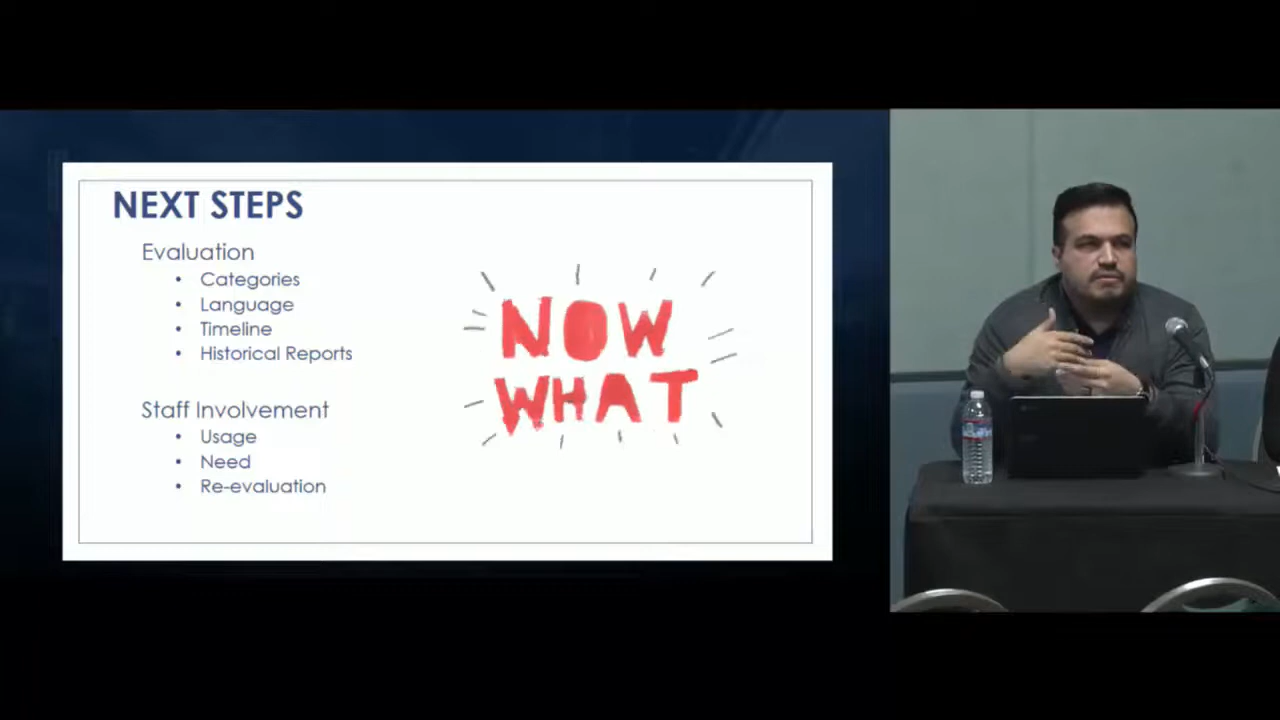 NEXT STEPS
Evaluation
• Categories
• Language
• Timeline
• Historical Reports
Staff Involvement
• Usage
• Need
• Re-evaluation
NOW
WHAT